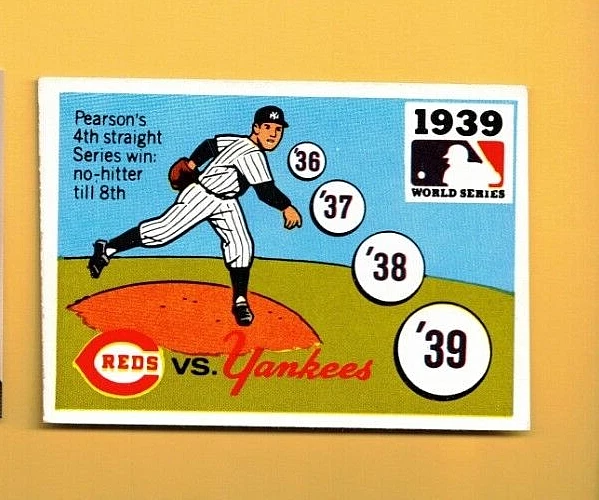 Pearson's
4th straight
Series win:
no-hitter
till 8th
NY
'36
'37
'38
'39
1939
WORLD SERIES
REDS VS. Yankees